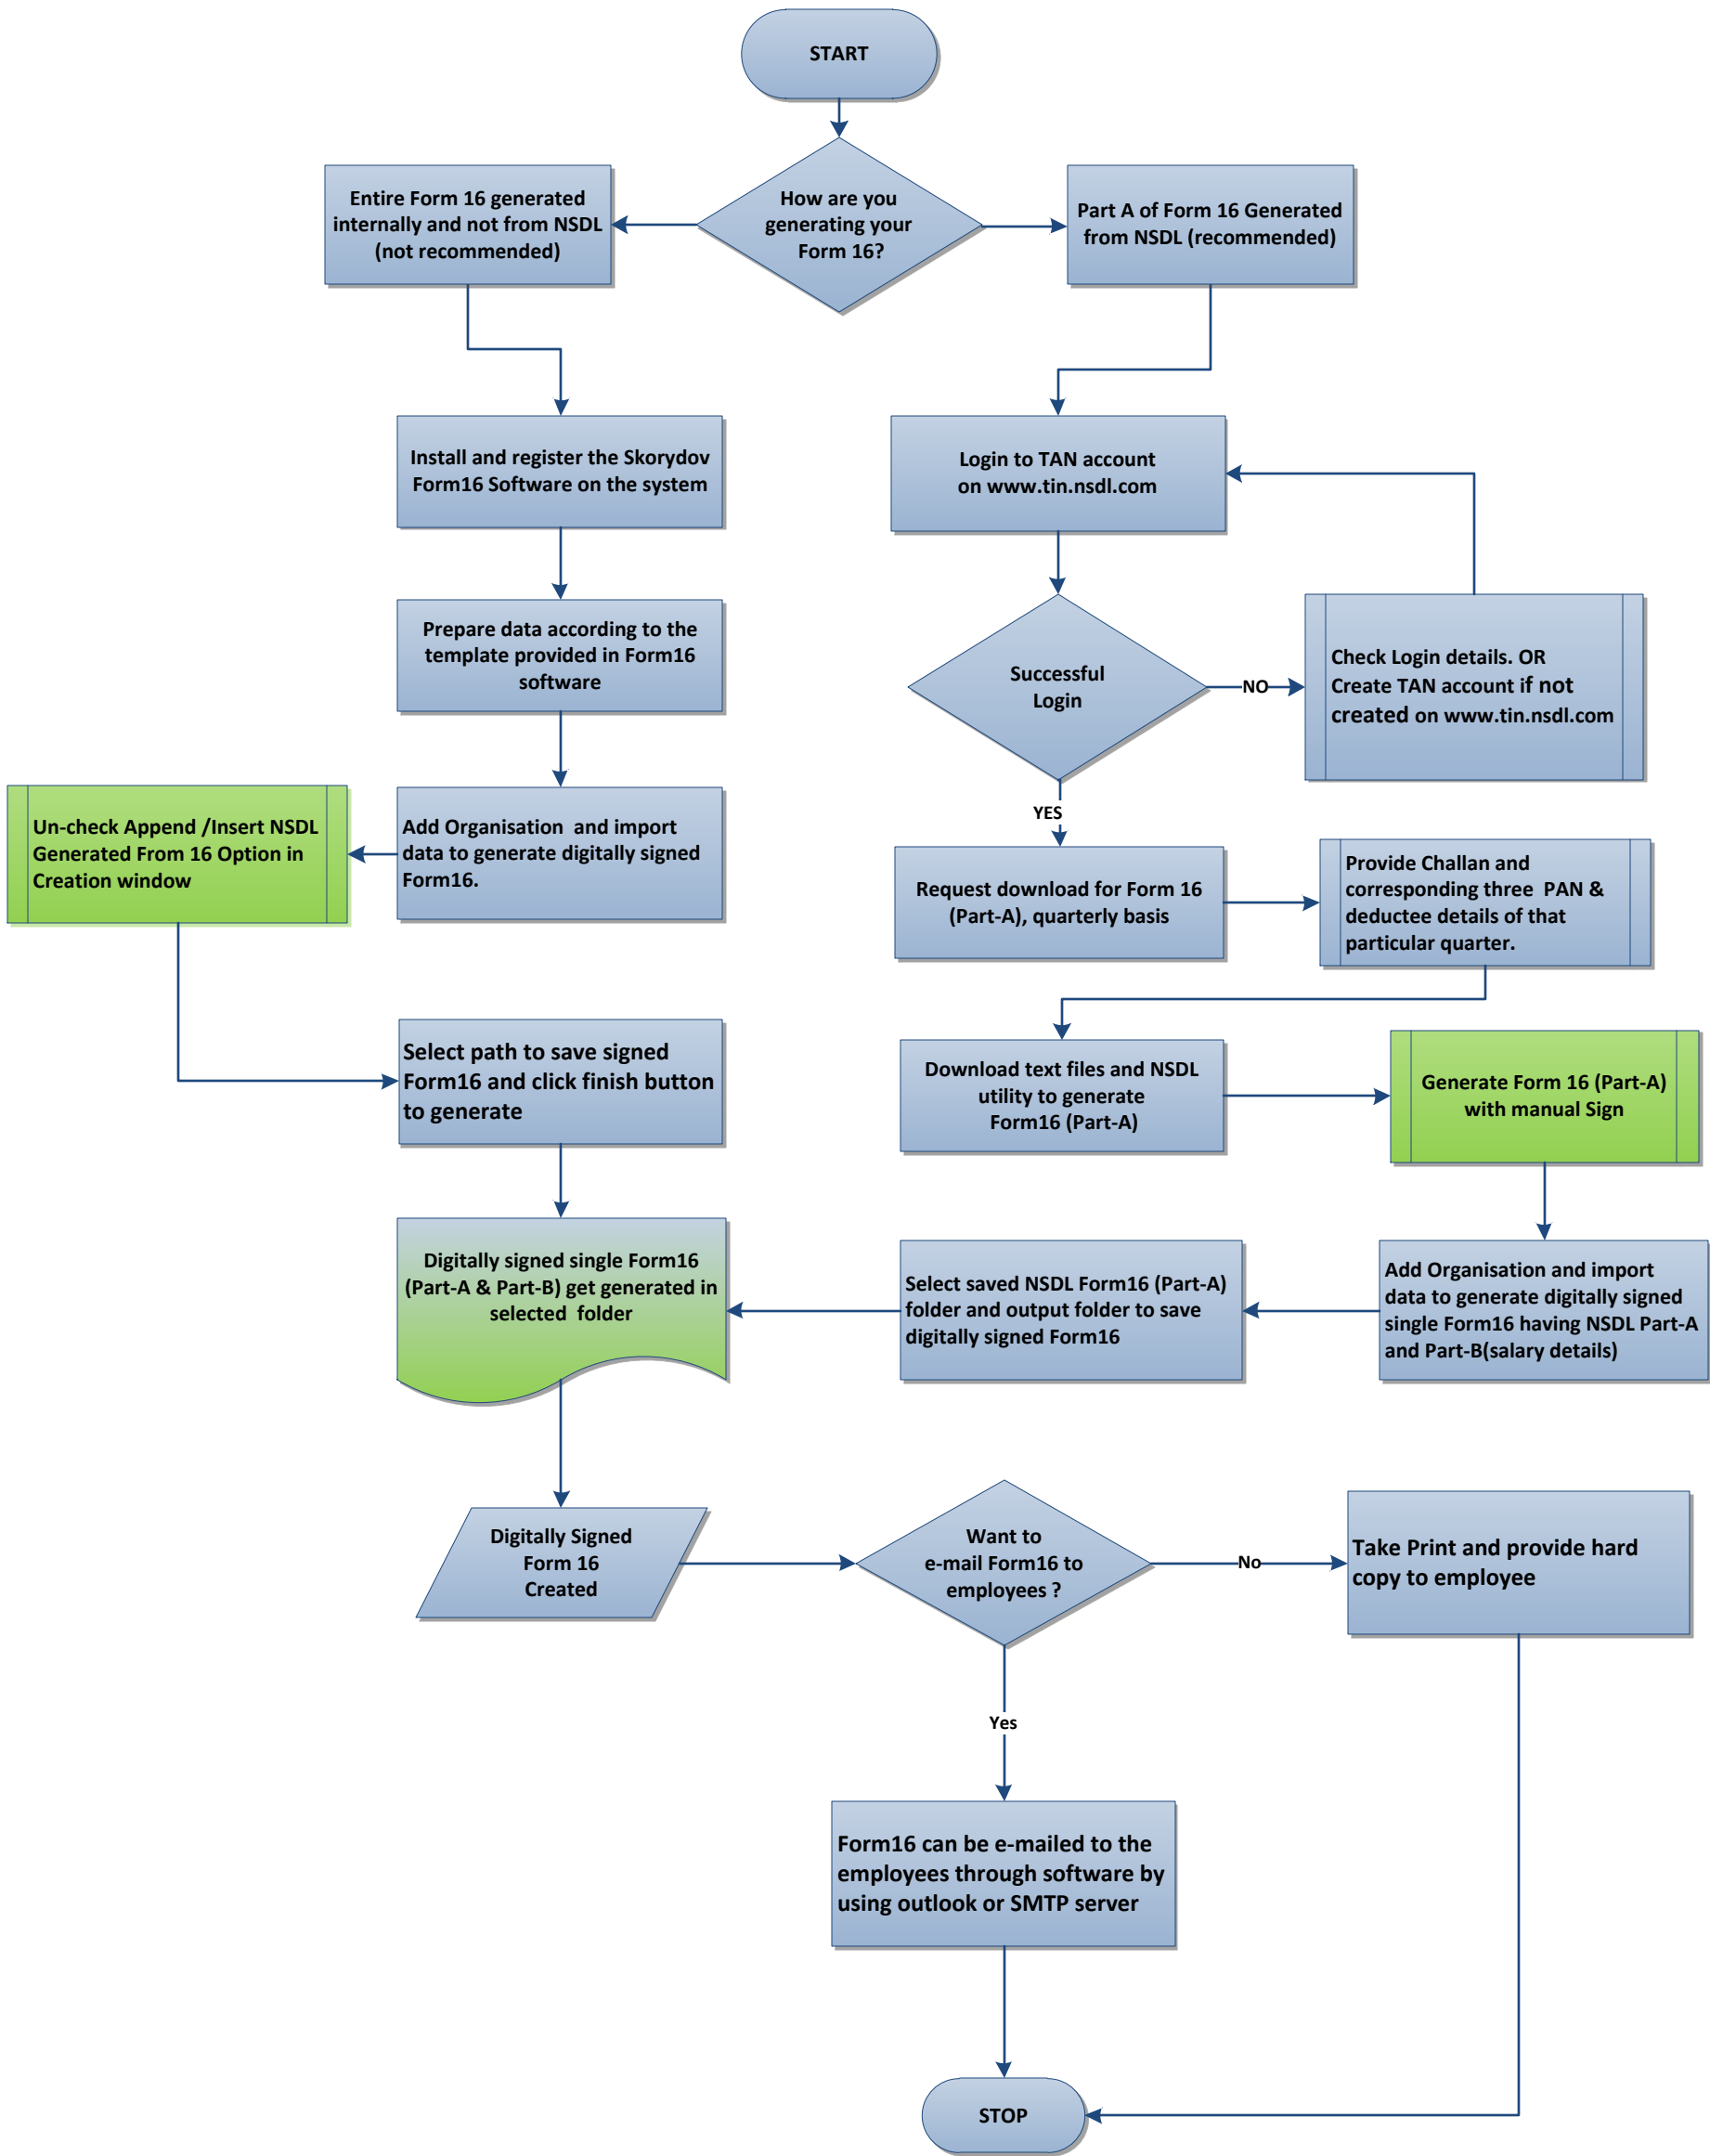 START
How are you
generating your
Form 16?
Entire Form 16 generated
internally and not from NSDL
(not recommended)
Part A of Form 16 Generated
from NSDL (recommended)
Install and register the Skorydov
Form16 Software on the system
Login to TAN account
on www.tin.nsdl.com
Prepare data according to the
template provided in Form16
software
Successful
Login
NO
Check Login details. OR
Create TAN account if not
created on www.tin.nsdl.com
YES
Un-check Append /Insert NSDL
Generated From 16 Option in
Creation window
Add Organisation and import
data to generate digitally signed
Form16.
Request download for Form 16
(Part-A), quarterly basis
Provide Challan and
corresponding three PAN &
deductee details of that
particular quarter.
Select path to save signed
Form16 and click finish button
to generate
Download text files and NSDL
utility to generate
Form16 (Part-A)
Generate Form 16 (Part-A)
with manual Sign
Digitally signed single Form16
(Part-A & Part-B) get generated in
selected folder
Select saved NSDL Form16 (Part-A)
folder and output folder to save
digitally signed Form16
Add Organisation and import
data to generate digitally signed
single Form16 having NSDL Part-A
and Part-B(salary details)
Digitally Signed
Form 16
Created
Want to
e-mail Form16 to
employees ?
No
Take Print and provide hard
copy to employee
Yes
Form16 can be e-mailed to the
employees through software by
using outlook or SMTP server
STOP